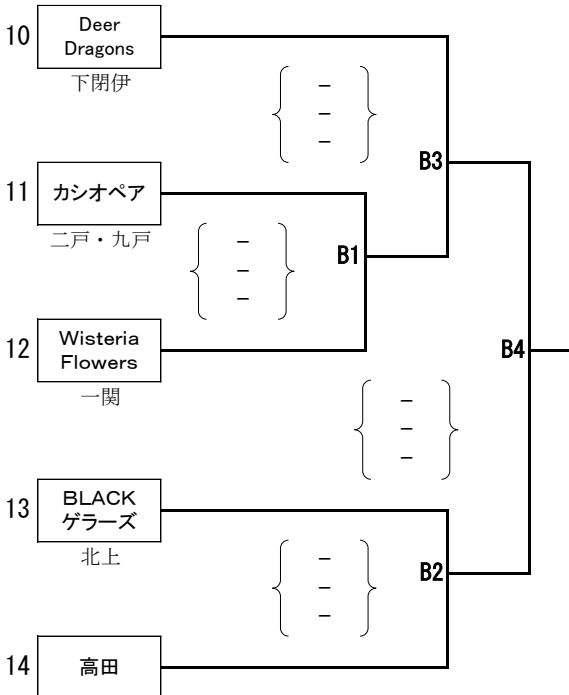 10
Deer
Dragons
下閉伊
－
－
－
B3
11
カシオペア
二戸・九戸
－
－
－
B1
12
Wisteria
Flowers
一関
B4
－
－
－
13
BLACK
ゲラーズ
北上
－
－
－
B2
14
高田